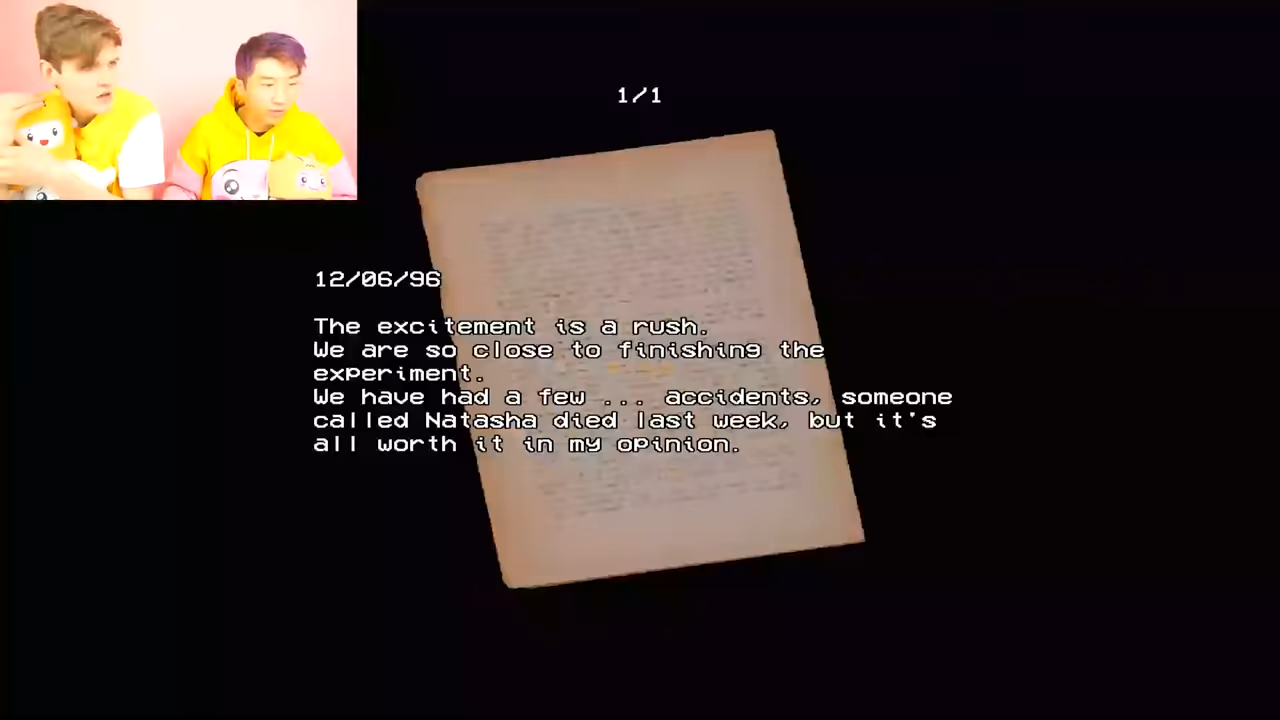 1/1
12/06/96
The excitement is a rush.
We are so close to finishing the
experiment.
We have had a few ... accidents, someone
called Natasha died last week, but it's
all worth it in my opinion.